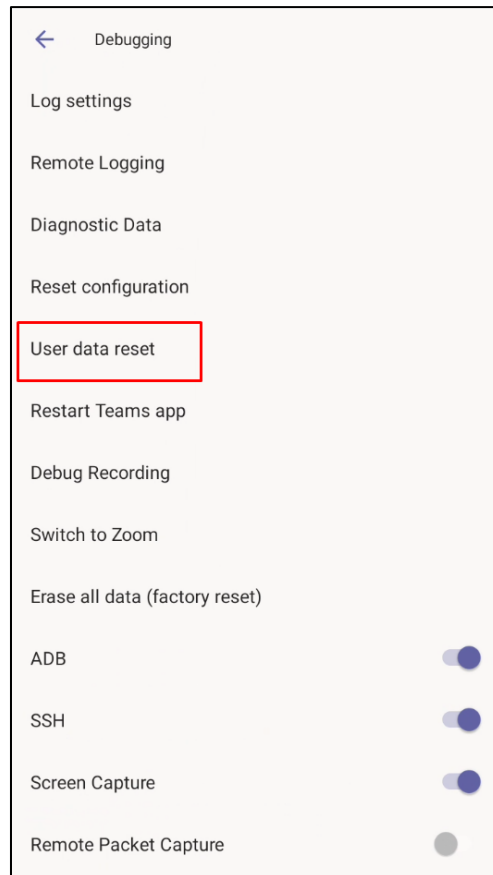 Debugging
Log settings
Remote Logging
Diagnostic Data
Reset configuration
User data reset
Restart Teams app
Debug Recording
Switch to Zoom
Erase all data (factory reset)
ADB
SSH
Screen Capture
Remote Packet Capture